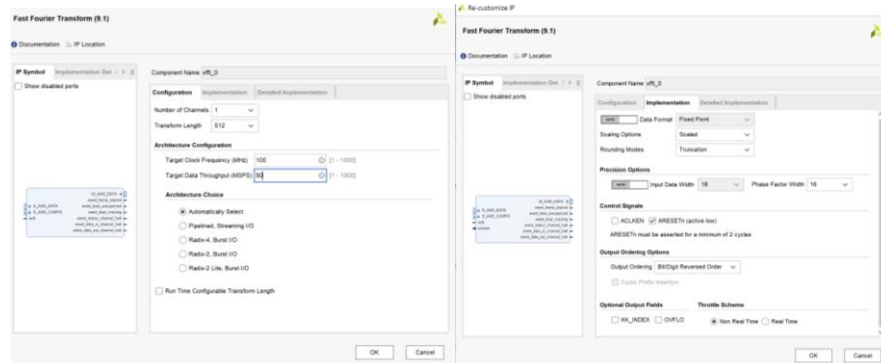 Fast Fourier Transform (9.1)
Documentation IP Location
IP Symbol Implementation Det
Show disabled ports
Component Name xfft_0
Configuration Implementation Detailed Implementation
Number of Channels 1
Transform Length 512
Architecture Configuration
Target Clock Frequency (MHz) 100 [1 - 1000]
Target Data Throughput (MSPS) 50 [1 - 1000]
Architecture Choice
Automatically Select
Pipelined, Streaming I/O
Radix-4, Burst I/O
Radix-2, Burst I/O
Radix-2 Lite, Burst I/O
Run Time Configurable Transform Length
OK Cancel
Re-customize IP
Fast Fourier Transform (9.1)
Documentation IP Location
IP Symbol Implementation Det
Show disabled ports
Component Name xfft_0
Configuration Implementation Detailed Implementation
Data Format Fixed Point
Scaling Options Scaled
Rounding Modes Truncation
Precision Options
Input Data Width 16 Phase Factor Width 16
Control Signals
ACLKEN ARESETn (active low)
ARESETn must be asserted for a minimum of 2 cycles
Output Ordering Options
Output Ordering Bit/Digit Reversed Order
Cyclic Prefix Insertion
Optional Output Fields Throttle Scheme
XK_INDEX OVFLO Non Real Time Real Time
OK Cancel